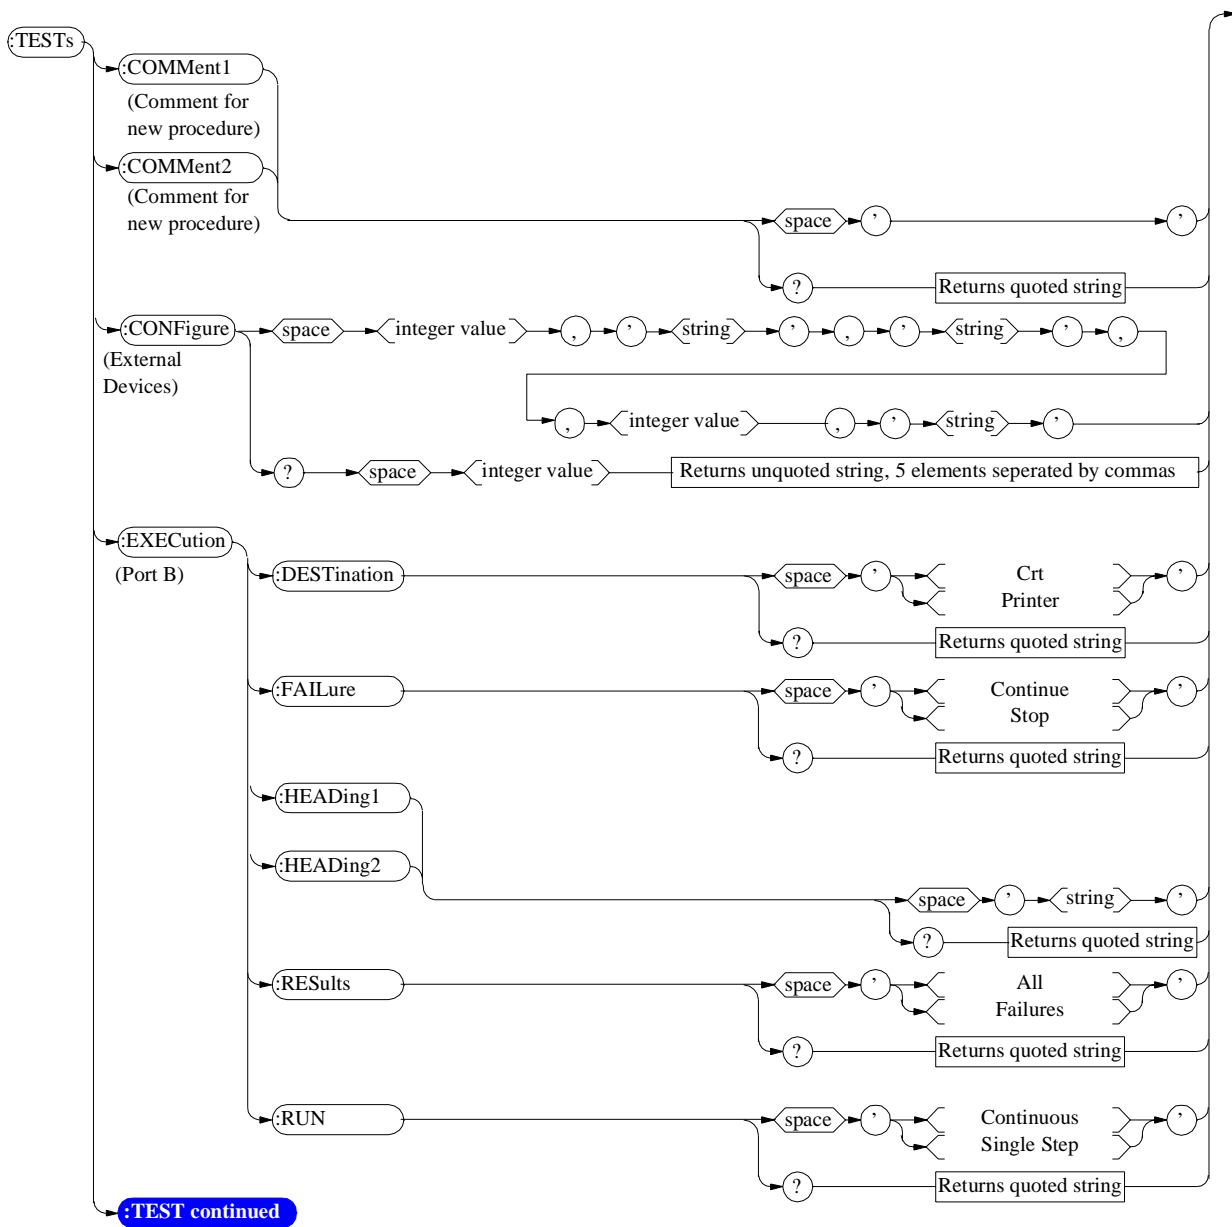 :TESTs
:COMMent1
(Comment for
new procedure)
:COMMent2
(Comment for
new procedure)
space ’ ’
? Returns quoted string
:CONFigure space integer value , ’ string ’ , ’ string ’ ,
(External
Devices)
, integer value , ’ string ’
? space integer value Returns unquoted string, 5 elements seperated by commas
:EXECution
(Port B)
:DESTination space ’ Crt ’
Printer
? Returns quoted string
:FAILure space ’ Continue ’
Stop
? Returns quoted string
:HEADing1
:HEADing2
space ’ string ’
? Returns quoted string
:RESults space ’ All ’
Failures
? Returns quoted string
:RUN space ’ Continuous ’
Single Step
? Returns quoted string
:TEST continued